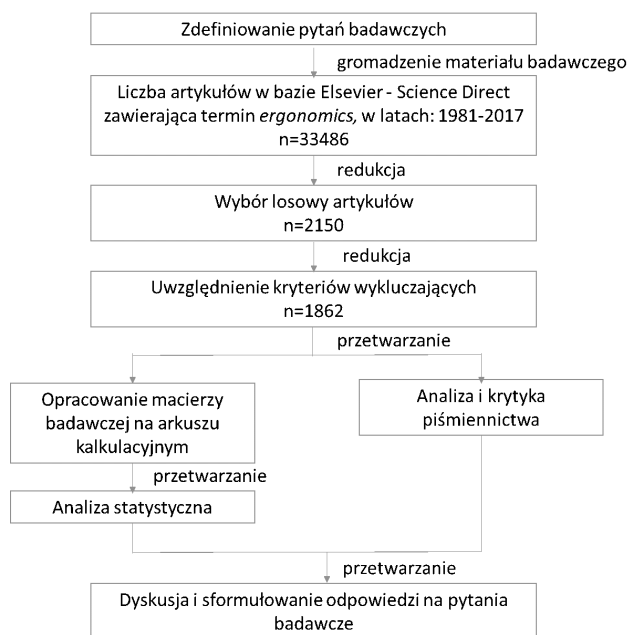 Zdefiniowanie pytań badawczych
gromadzenie materiału badawczego
Liczba artykułów w bazie Elsevier - Science Direct
zawierająca termin ergonomics, w latach: 1981-2017
n=33486
redukcja
Wybór losowy artykułów
n=2150
redukcja
Uwzględnienie kryteriów wykluczających
n=1862
przetwarzanie
Opracowanie macierzy
badawczej na arkuszu
kalkulacyjnym
Analiza i krytyka
piśmiennictwa
przetwarzanie
Analiza statystyczna
przetwarzanie
Dyskusja i sformułowanie odpowiedzi na pytania
badawcze